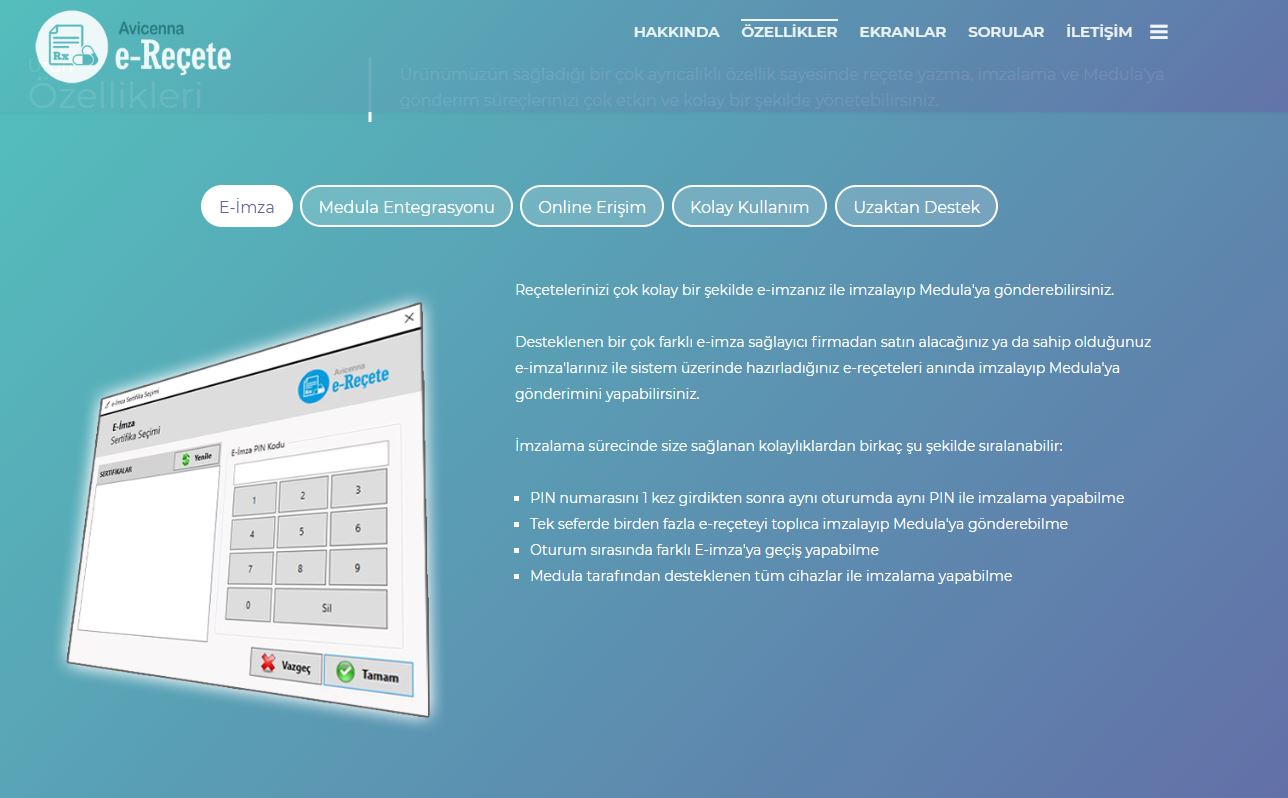 Avicenna
e-Reçete
Rx
HAKKINDA
ÖZELLİKLER
EKRANLAR
SORULAR
İLETİŞİM
Özellikleri
Ürünümüzün sağladığı bir çok ayrıcalıklı özellik sayesinde reçete yazma, imzalama ve Medula'ya
gönderim süreçlerinizi çok etkin ve kolay bir şekilde yönetebilirsiniz.
E-İmza
Medula Entegrasyonu
Online Erişim
Kolay Kullanım
Uzaktan Destek
Reçetelerinizi çok kolay bir şekilde e-imzanız ile imzalayıp Medula'ya gönderebilirsiniz.
Desteklenen bir çok farklı e-imza sağlayıcı firmadan satın alacağınız ya da sahip olduğunuz
e-imza'larınız ile sistem üzerinde hazırladığınız e-reçeteleri anında imzalayıp Medula'ya
gönderimini yapabilirsiniz.
İmzalama sürecinde size sağlanan kolaylıklardan birkaç şu şekilde sıralanabilir:
PIN numarasını 1 kez girdikten sonra aynı oturumda aynı PIN ile imzalama yapabilme
Tek seferde birden fazla e-reçeteyi toplıca imzalayıp Medula'ya gönderebilme
Oturum sırasında farklı E-imza'ya geçiş yapabilme
Medula tarafından desteklenen tüm cihazlar ile imzalama yapabilme
e-İmza Sertifika Seçimi
E-İmza
Sertifika Seçimi
Avicenna
e-Reçete
SERTİFİKALAR
Yenile
E-İmza PIN Kodu
1 2 3
4 5 6
7 8 9
0 Sil
Vazgeç
Tamam